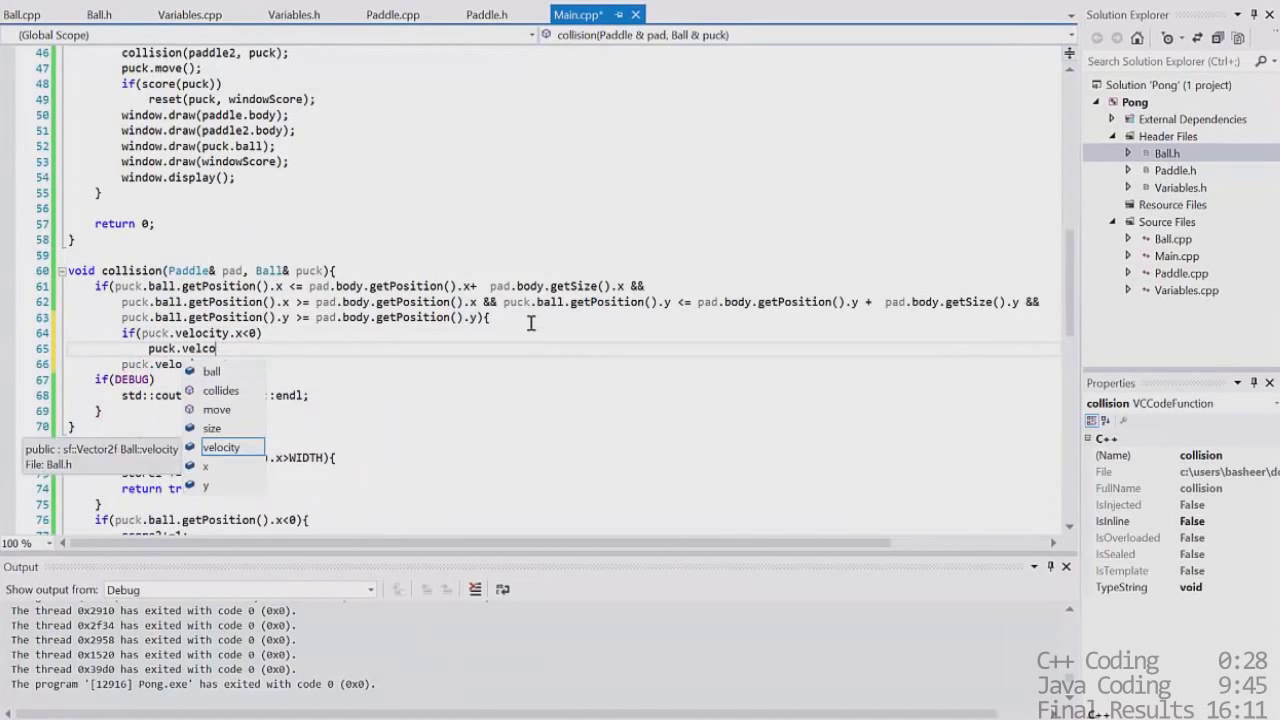 Ball.cpp Ball.h Variables.cpp Variables.h Paddle.cpp Paddle.h Main.cpp*
(Global Scope) collision(Paddle & pad, Ball & puck)
46 collision(paddle2, puck);
47 puck.move();
48 if(score(puck))
49 reset(puck, windowScore);
50 window.draw(paddle.body);
51 window.draw(paddle2.body);
52 window.draw(puck.ball);
53 window.draw(windowScore);
54 window.display();
55 }
56
57 return 0;
58 }
59
60 void collision(Paddle& pad, Ball& puck){
61 if(puck.ball.getPosition().x <= pad.body.getPosition().x+ pad.body.getSize().x &&
62 puck.ball.getPosition().x >= pad.body.getPosition().x && puck.ball.getPosition().y <= pad.body.getPosition().y + pad.body.getSize().y &&
63 puck.ball.getPosition().y >= pad.body.getPosition().y){
64 if(puck.velocity.x<0)
65 puck.velco
66 puck.velo
67 if(DEBUG)
68 std::cout ::endl;
69 }
70 }
ball
collides
move
size
velocity
x
y
public : sf::Vector2f Ball::velocity
File: Ball.h
).x>WIDTH){
74 return tr
75 }
76 if(puck.ball.getPosition().x<0){
100 %
Output
Show output from: Debug
The thread 0x2910 has exited with code 0 (0x0).
The thread 0x2f34 has exited with code 0 (0x0).
The thread 0x2958 has exited with code 0 (0x0).
The thread 0x1520 has exited with code 0 (0x0).
The thread 0x39d0 has exited with code 0 (0x0).
The program '[12916] Pong.exe' has exited with code 0 (0x0).
Solution Explorer
Search Solution Explorer (Ctrl+;)
Solution 'Pong' (1 project)
Pong
External Dependencies
Header Files
Ball.h
Paddle.h
Variables.h
Resource Files
Source Files
Ball.cpp
Main.cpp
Paddle.cpp
Variables.cpp
Properties
collision VCCodeFunction
C++
(Name) collision
File c:\users\basheer\do
FullName collision
IsInjected False
IsInline False
IsOverloaded False
IsSealed False
IsTemplate False
TypeString void
C++ Coding 0:28
Java Coding 9:45
Final Results 16:11
C++